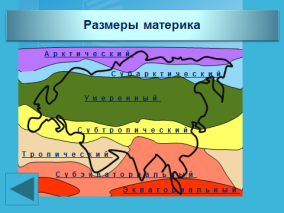 Размеры материка
Арктический
Субарктический
Умеренный
Субтропический
Тропический
Субэкваториальный
Экваториальный